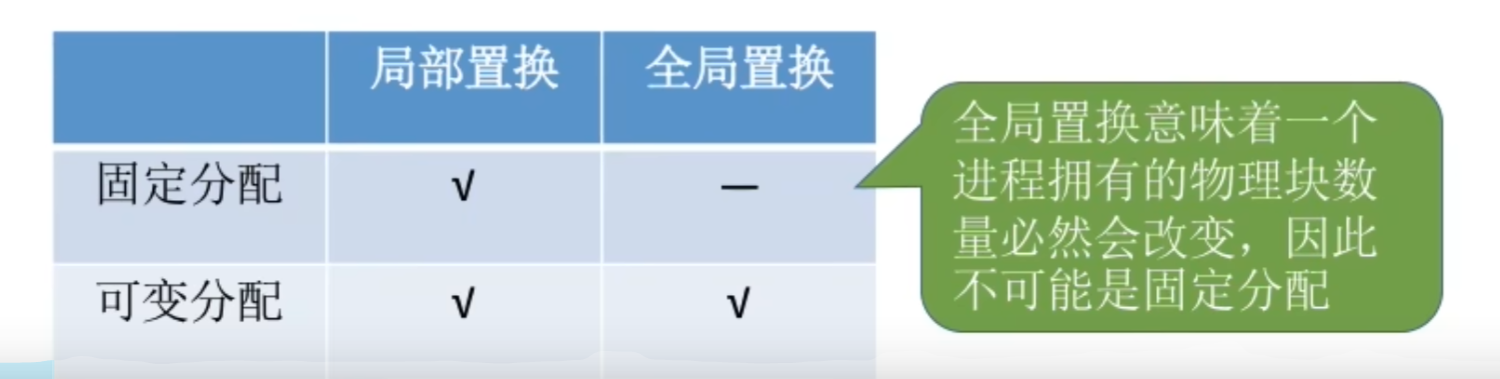 局部置换 全局置换
固定分配 √ —
可变分配 √ √
全局置换意味着一个
进程拥有的物理块数
量必然会改变，因此
不可能是固定分配